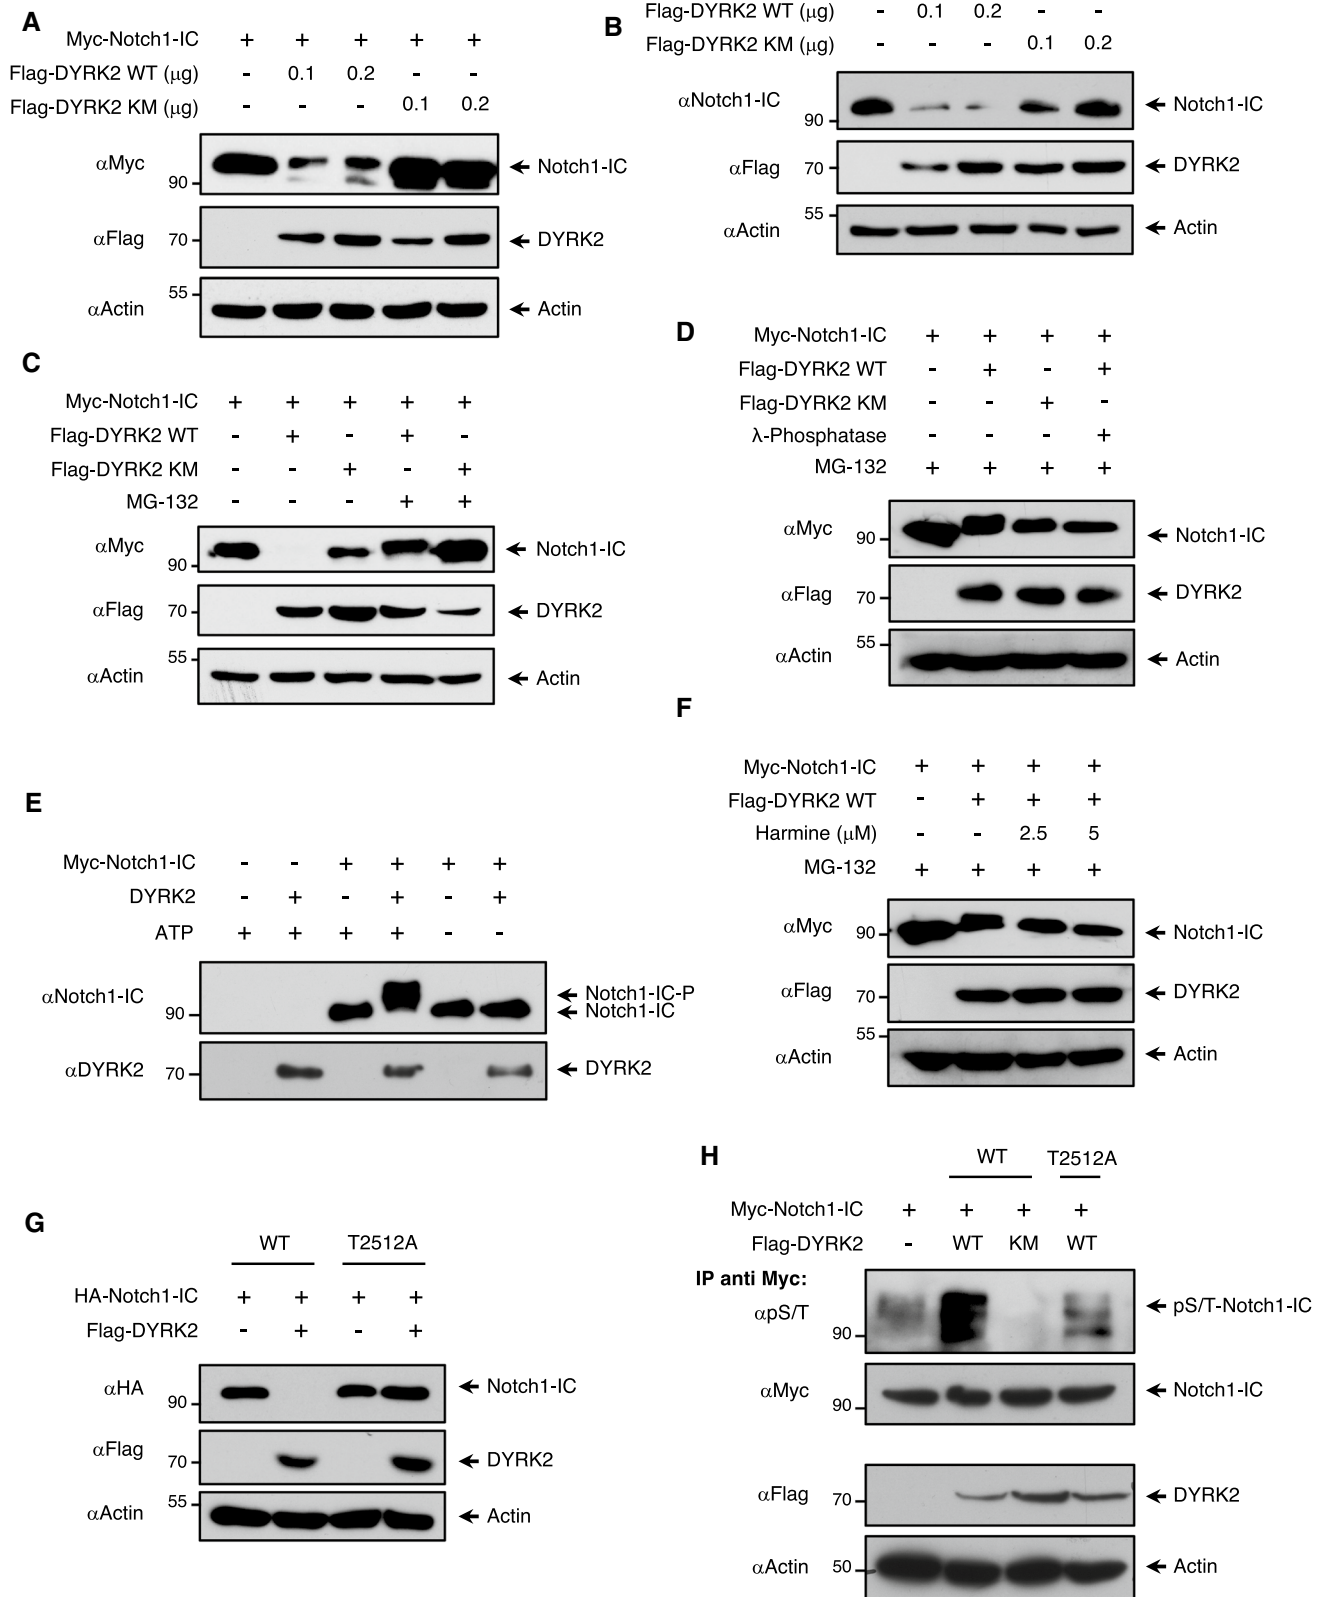 A
Myc-Notch1-IC + + + + +
Flag-DYRK2 WT (μg) - 0.1 0.2 - -
Flag-DYRK2 KM (μg) - - - 0.1 0.2
αMyc 90 Notch1-IC
αFlag 70 DYRK2
55
αActin Actin
B
Flag-DYRK2 WT (μg) - 0.1 0.2 - -
Flag-DYRK2 KM (μg) - - - 0.1 0.2
αNotch1-IC 90 Notch1-IC
αFlag 70 DYRK2
55
αActin Actin
C
Myc-Notch1-IC + + + + +
Flag-DYRK2 WT - + - + -
Flag-DYRK2 KM - - + - +
MG-132 - - - + +
αMyc 90 Notch1-IC
αFlag 70 DYRK2
55
αActin Actin
D
Myc-Notch1-IC + + + +
Flag-DYRK2 WT - + - +
Flag-DYRK2 KM - - + -
λ-Phosphatase - - - +
MG-132 + + + +
αMyc 90 Notch1-IC
αFlag 70 DYRK2
55
αActin Actin
E
Myc-Notch1-IC - - + + + +
DYRK2 - + - + - +
ATP + + + + - -
αNotch1-IC 90 Notch1-IC-P
Notch1-IC
αDYRK2 70 DYRK2
F
Myc-Notch1-IC + + + +
Flag-DYRK2 WT - + + +
Harmine (μM) - - 2.5 5
MG-132 + + + +
αMyc 90 Notch1-IC
αFlag 70 DYRK2
55
αActin Actin
G
WT T2512A
HA-Notch1-IC + + + +
Flag-DYRK2 - + - +
αHA 90 Notch1-IC
αFlag 70 DYRK2
55
αActin Actin
H
WT T2512A
Myc-Notch1-IC + + + +
Flag-DYRK2 - WT KM WT
IP anti Myc:
αpS/T 90 pS/T-Notch1-IC
αMyc 90 Notch1-IC
αFlag 70 DYRK2
αActin 50 Actin